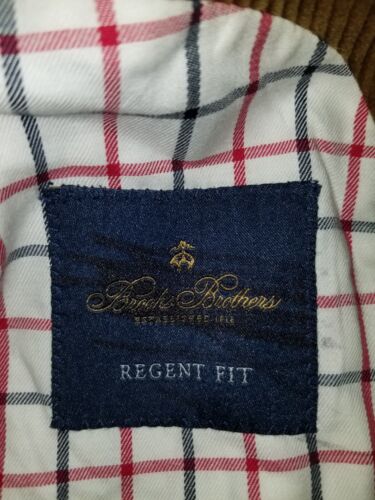 Brooks Brothers
ESTABLISHED 1818
REGENT FIT